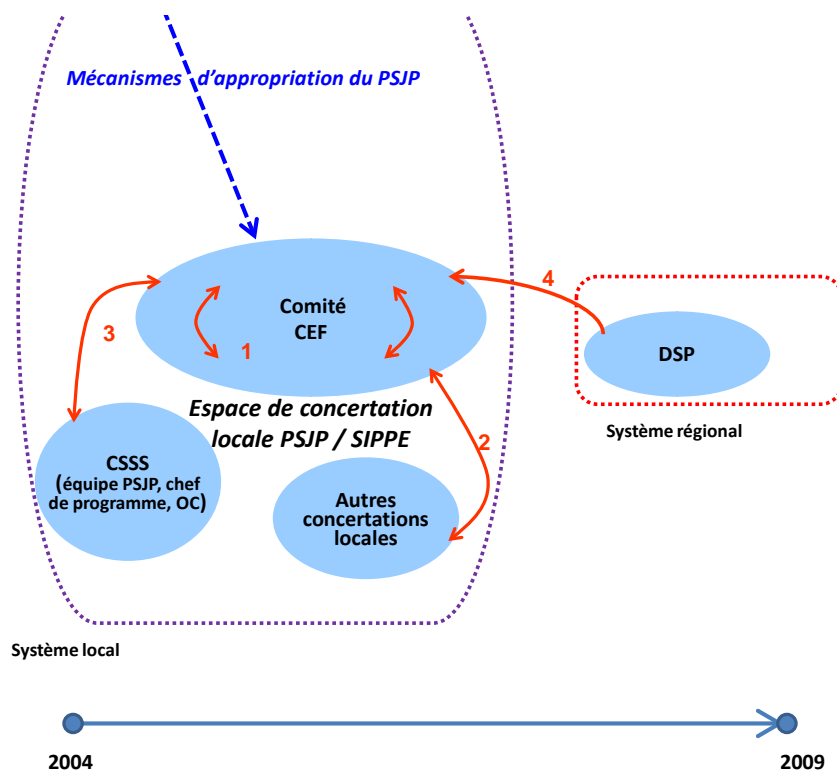 Mécanismes d’appropriation du PSJP
4
Comité
CEF
3
1
DSP
Espace de concertation
locale PSJP / SIPPE
2
Système régional
CSSS
(équipe PSJP, chef
de programme, OC)
Autres
concertations
locales
Système local
2004
2009